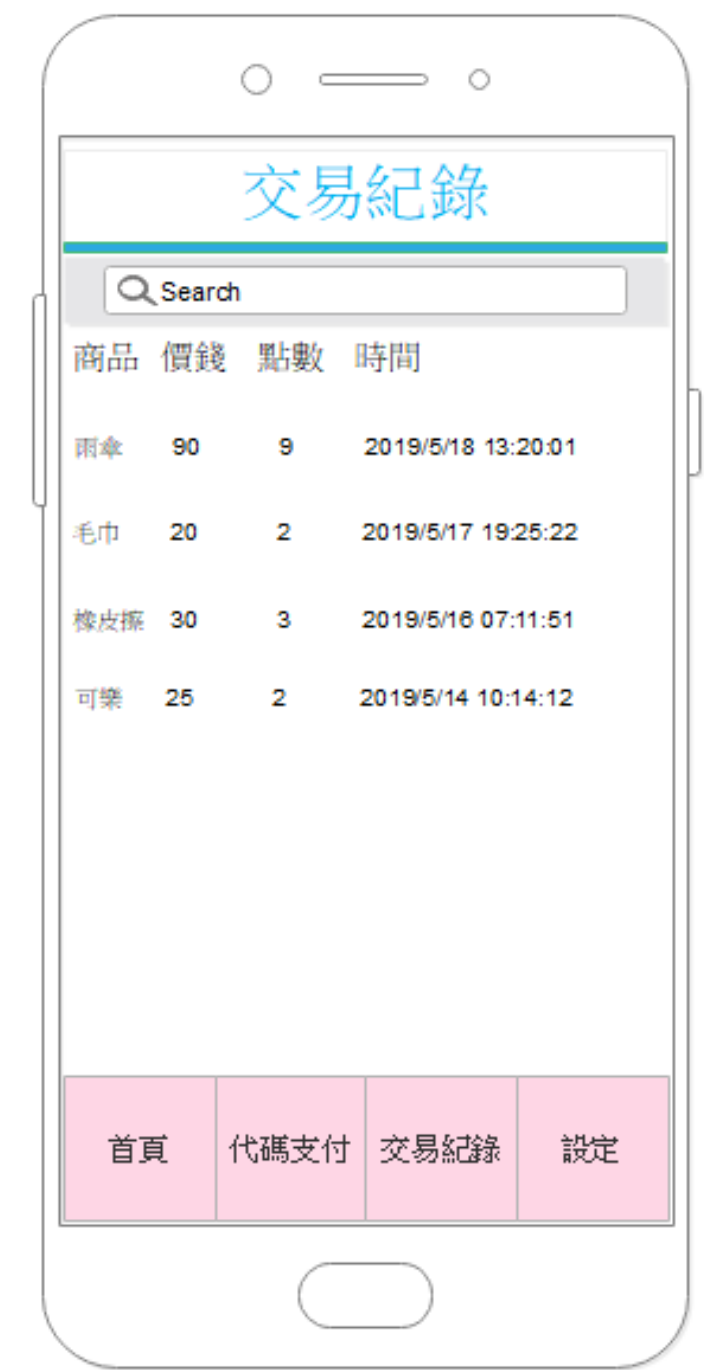 交易紀錄
Search
商品 價錢 點數 時間
雨傘 90 9 2019/5/18 13:20:01
毛巾 20 2 2019/5/17 19:25:22
橡皮擦 30 3 2019/5/16 07:11:51
可樂 25 2 2019/5/14 10:14:12
首頁 代碼支付 交易紀錄 設定